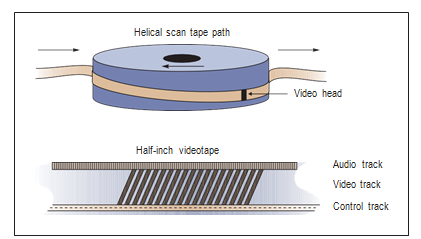 Helical scan tape path
Video head
Half-inch videotape
Audio track
Video track
Control track